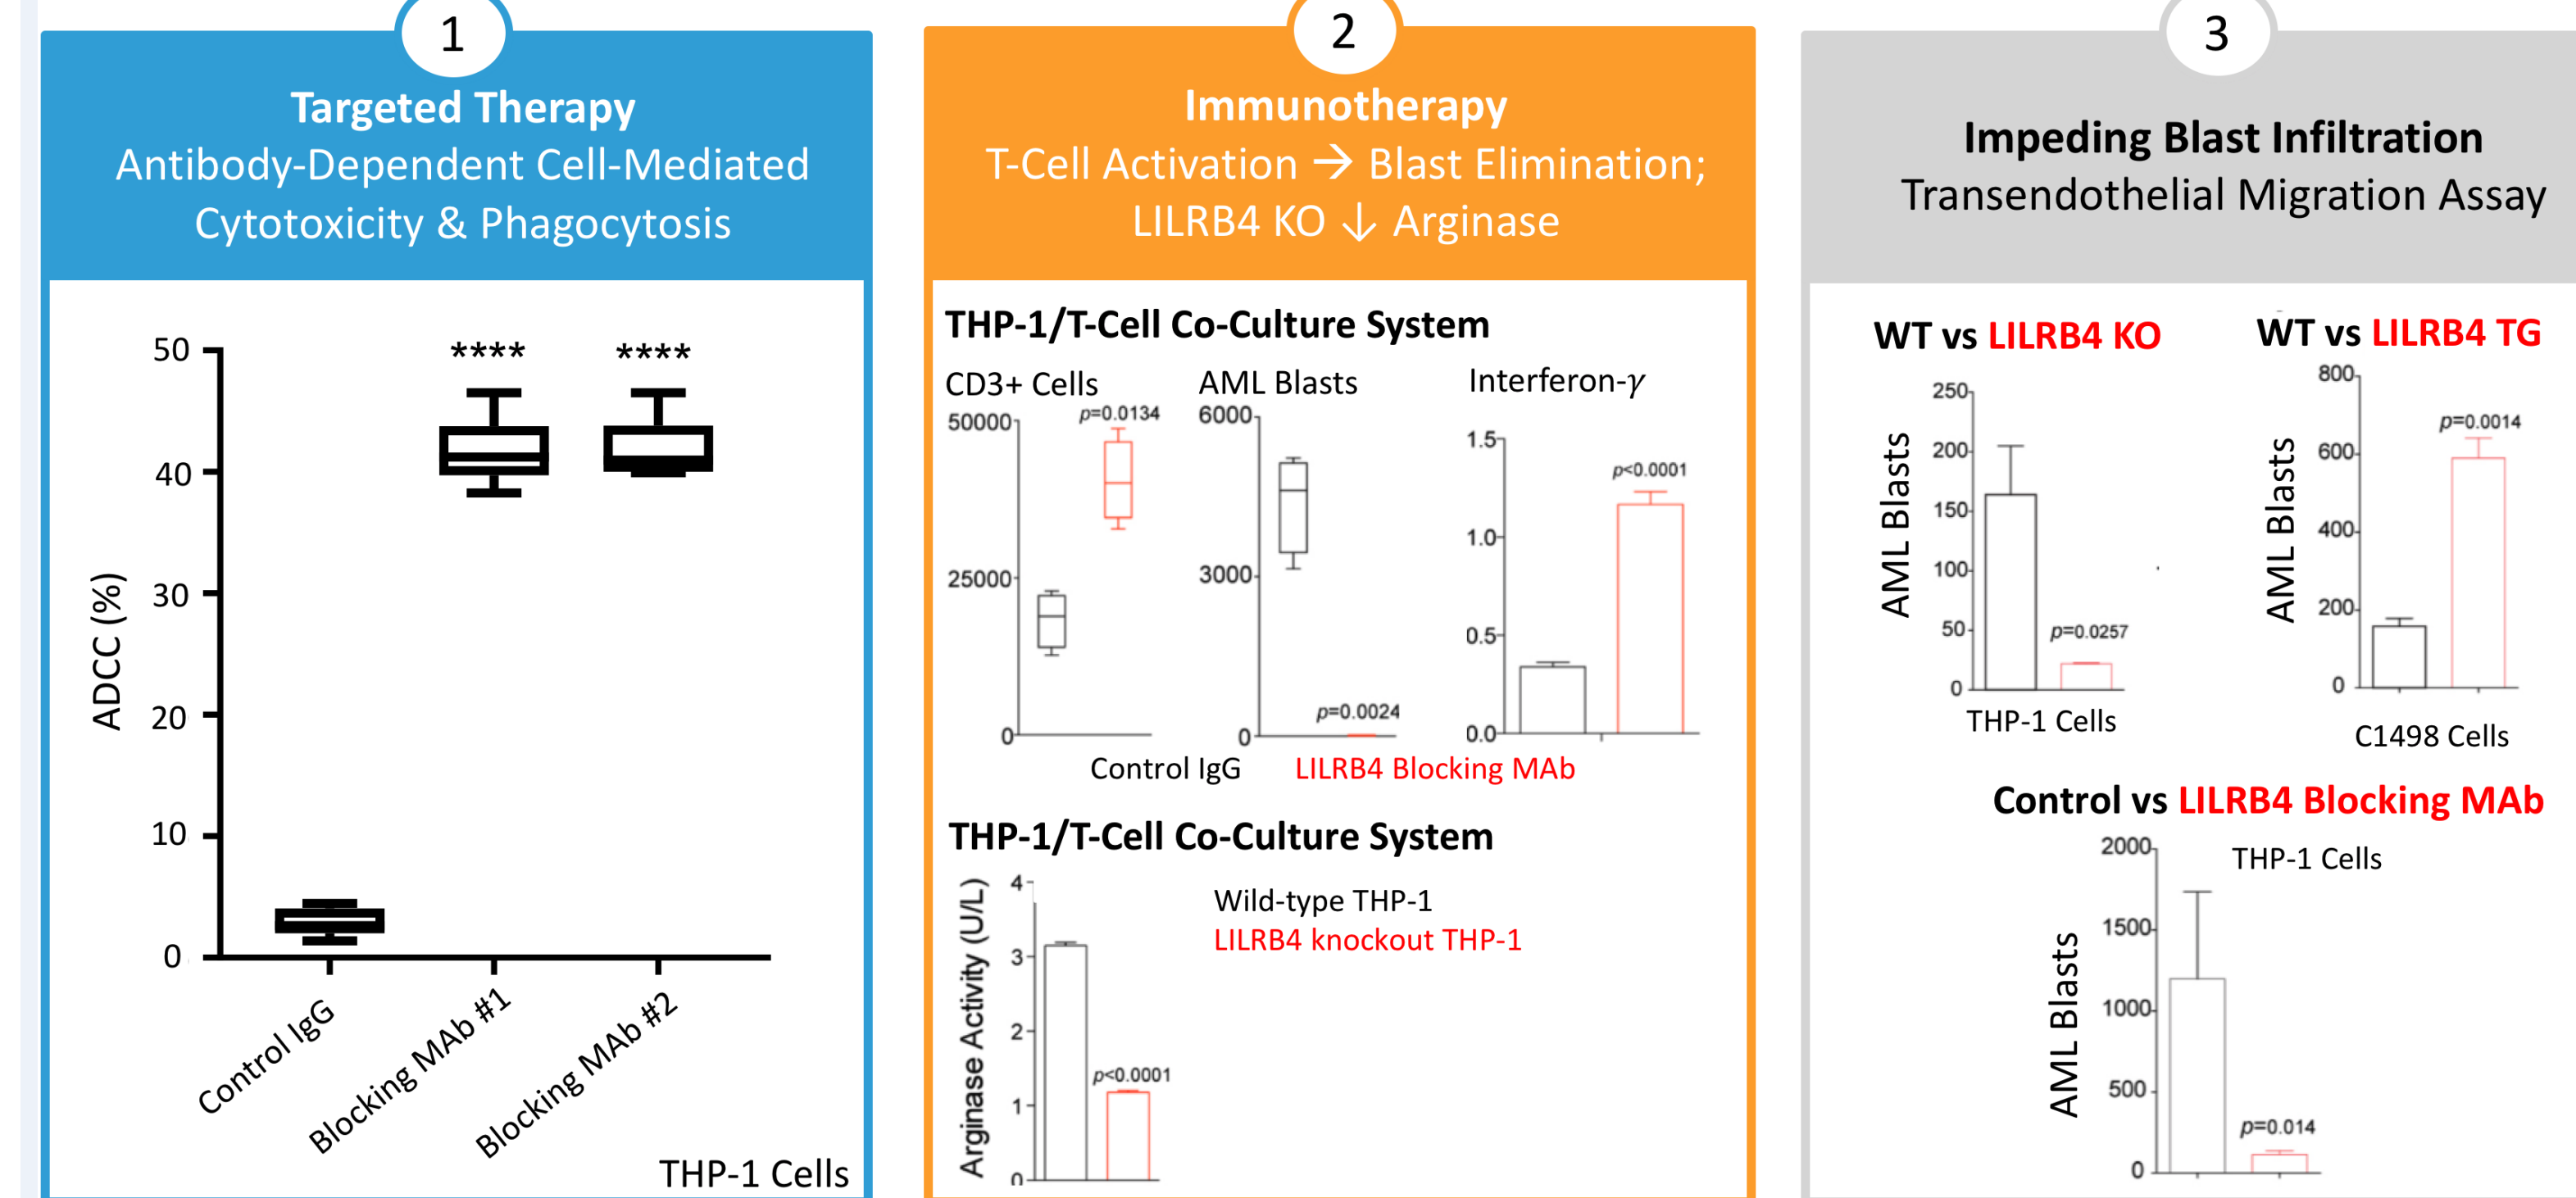 1
Targeted Therapy
Antibody-Dependent Cell-Mediated
Cytotoxicity & Phagocytosis
50
40
30
20
10
0
ADCC (%)
****
****
Control IgG
Blocking MAb #1
Blocking MAb #2
THP-1 Cells
2
Immunotherapy
T-Cell Activation → Blast Elimination;
LILRB4 KO ↓ Arginase
THP-1/T-Cell Co-Culture System
CD3+ Cells
50000
25000
0
p=0.0134
AML Blasts
6000
3000
0
p=0.0024
Interferon-γ
1.5
1.0
0.5
0.0
p<0.0001
Control IgG
LILRB4 Blocking MAb
THP-1/T-Cell Co-Culture System
Arginase Activity (U/L)
4
3
2
1
0
p<0.0001
Wild-type THP-1
LILRB4 knockout THP-1
3
Impeding Blast Infiltration
Transendothelial Migration Assay
WT vs LILRB4 KO
AML Blasts
250
200
150
100
50
0
p=0.0257
THP-1 Cells
WT vs LILRB4 TG
AML Blasts
800
600
400
200
0
p=0.0014
C1498 Cells
Control vs LILRB4 Blocking MAb
THP-1 Cells
AML Blasts
2000
1500
1000
500
0
p=0.014